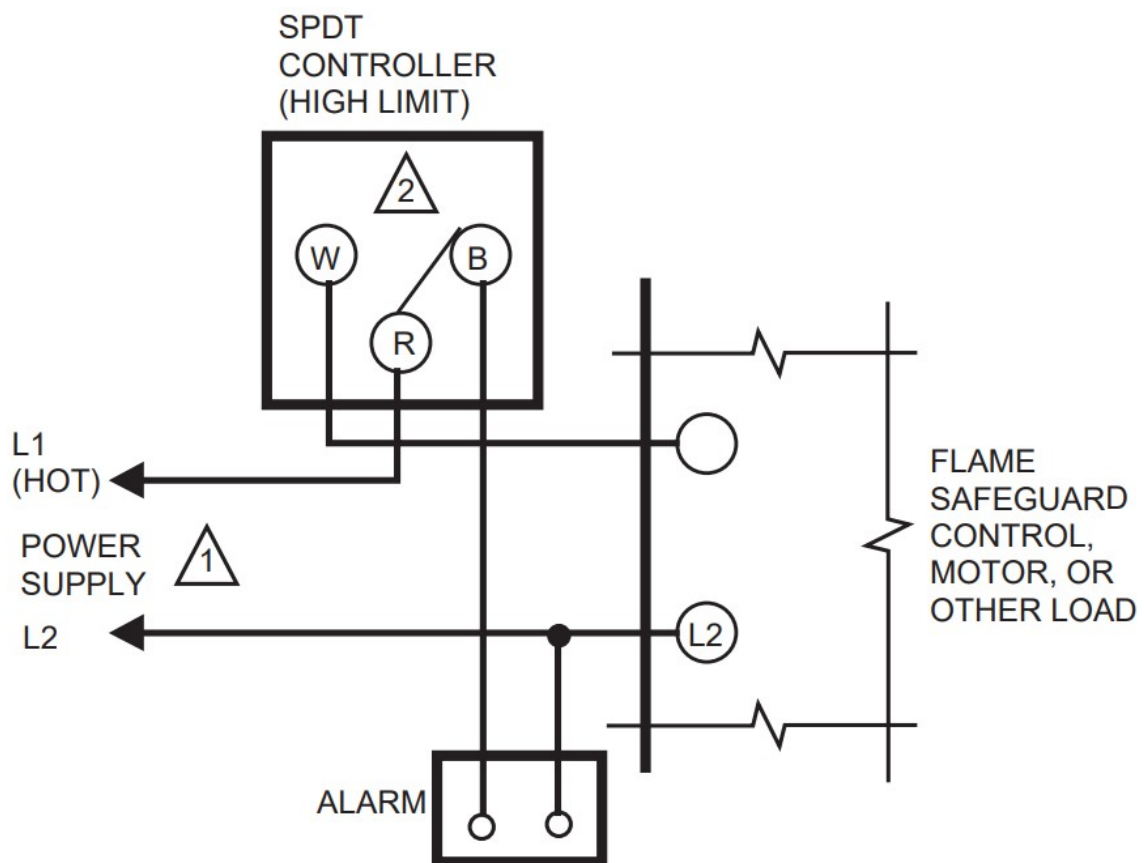 SPDT
CONTROLLER
(HIGH LIMIT)
2
W
B
R
L1
(HOT)
POWER
SUPPLY
1
L2
L2
FLAME
SAFEGUARD
CONTROL,
MOTOR, OR
OTHER LOAD
ALARM